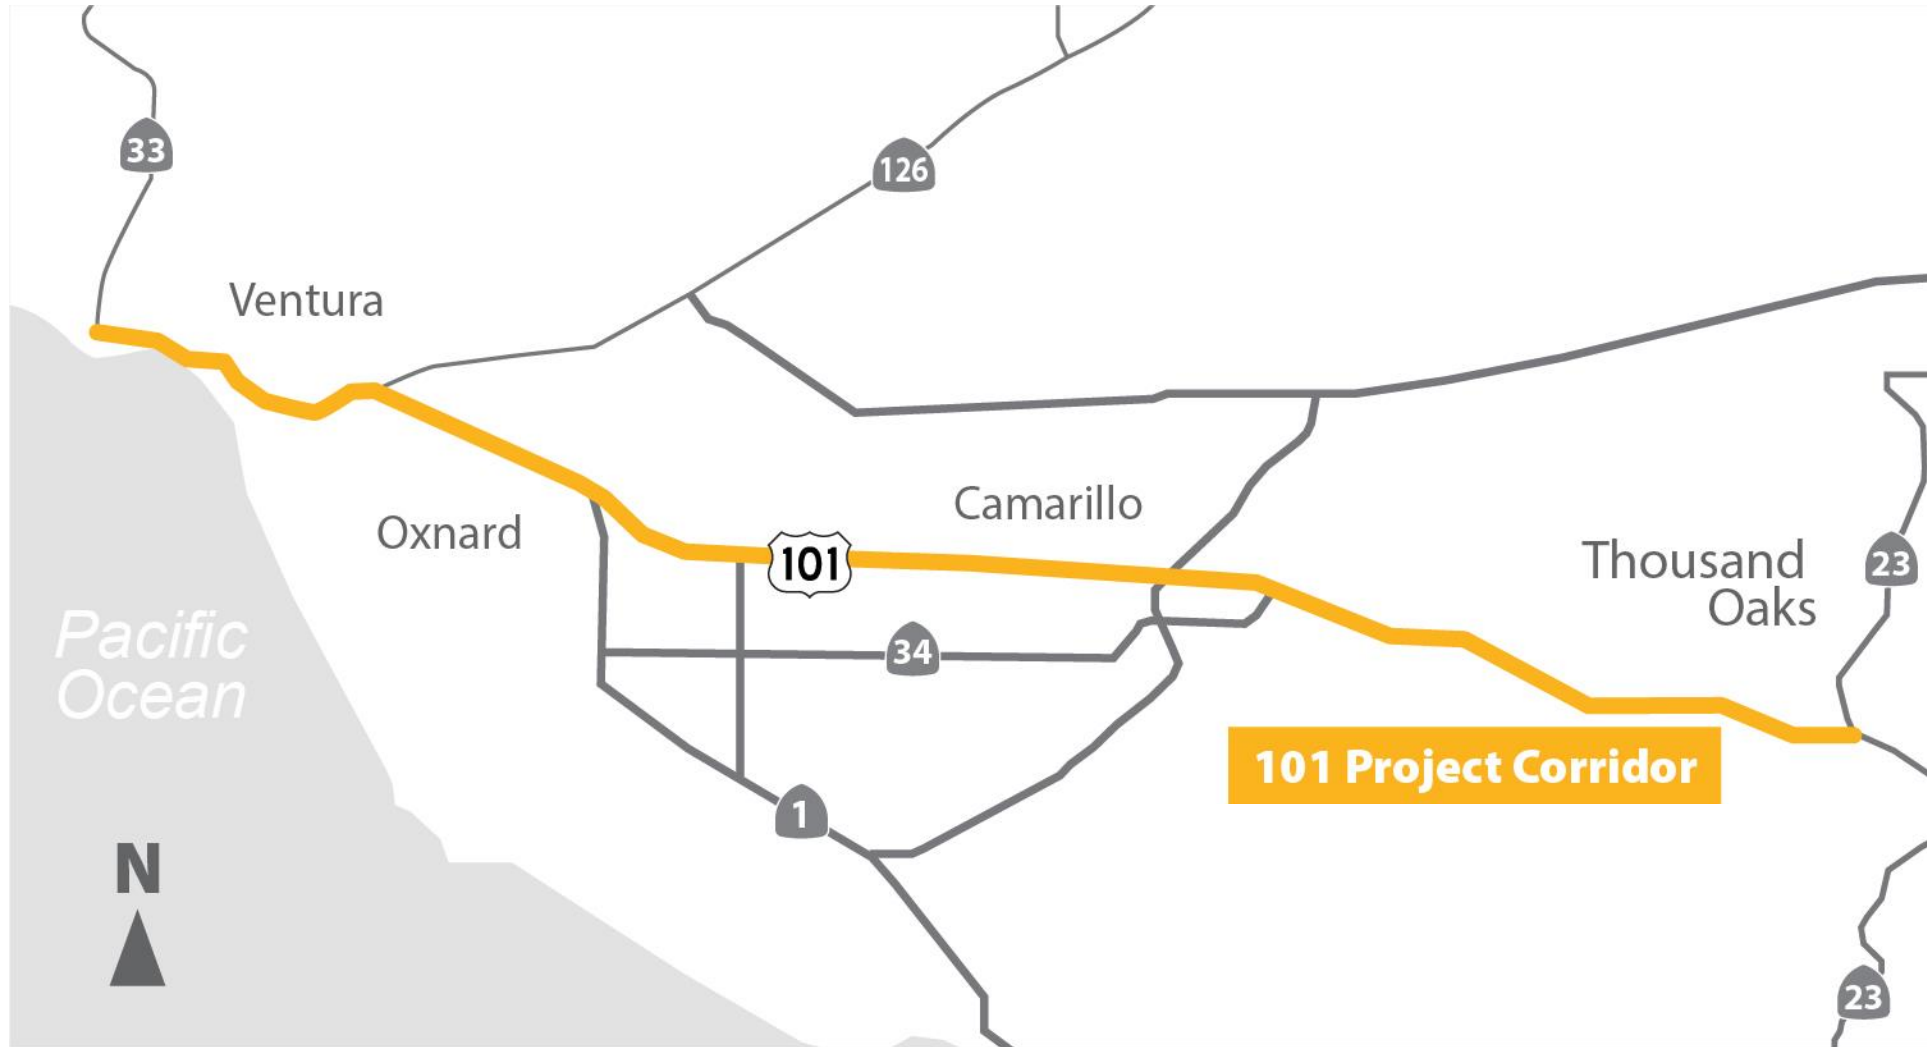 33
126
Ventura
Camarillo
Oxnard
101
Thousand
Oaks
23
Pacific
Ocean
34
101 Project Corridor
1
N
23